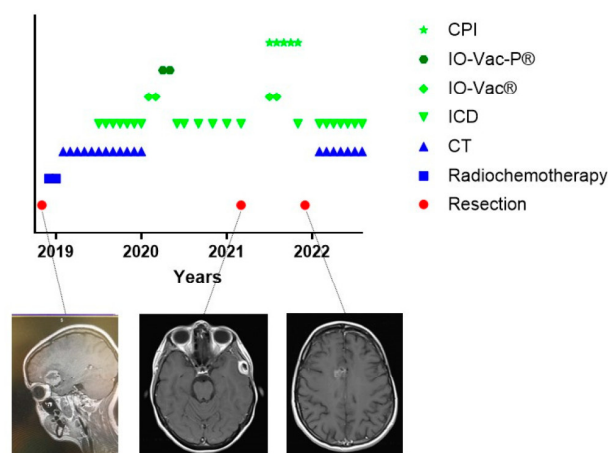 CPI
IO-Vac-P®
IO-Vac®
ICD
CT
Radiochemotherapy
Resection
2019 2020 2021 2022
Years